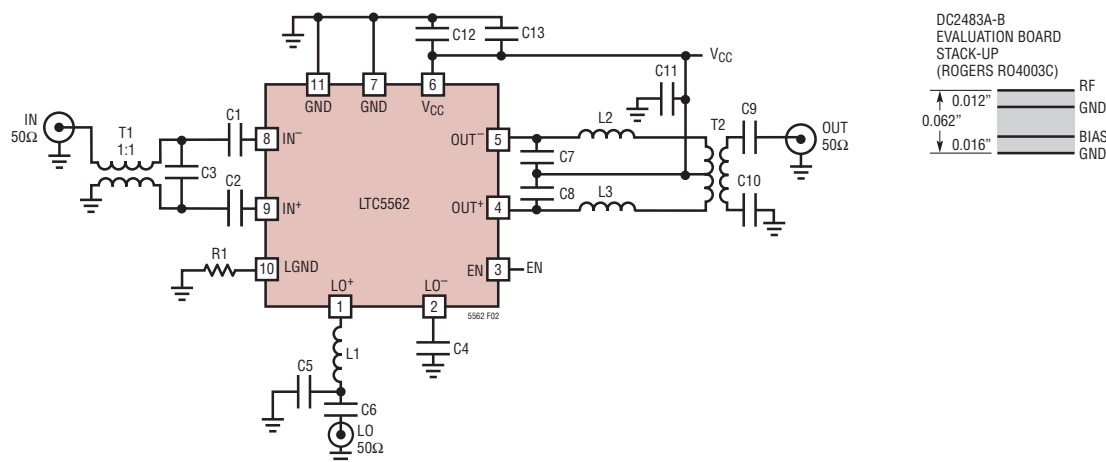 DC2483A-B
EVALUATION BOARD
STACK-UP
(ROGERS RO4003C)
RF
0.012"
GND
0.062"
BIAS
0.016"
GND
C12
C13
VCC
C11
11
7
6
GND
GND
VCC
IN
50Ω
T1
1:1
C1
8
IN−
C3
C2
9
IN+
LTC5562
OUT−
5
L2
C7
C8
T2
C9
OUT
50Ω
C10
OUT+
4
L3
R1
10
LGND
EN
3
EN
LO+
LO−
1
2
5562 F02
L1
C4
C5
C6
LO
50Ω